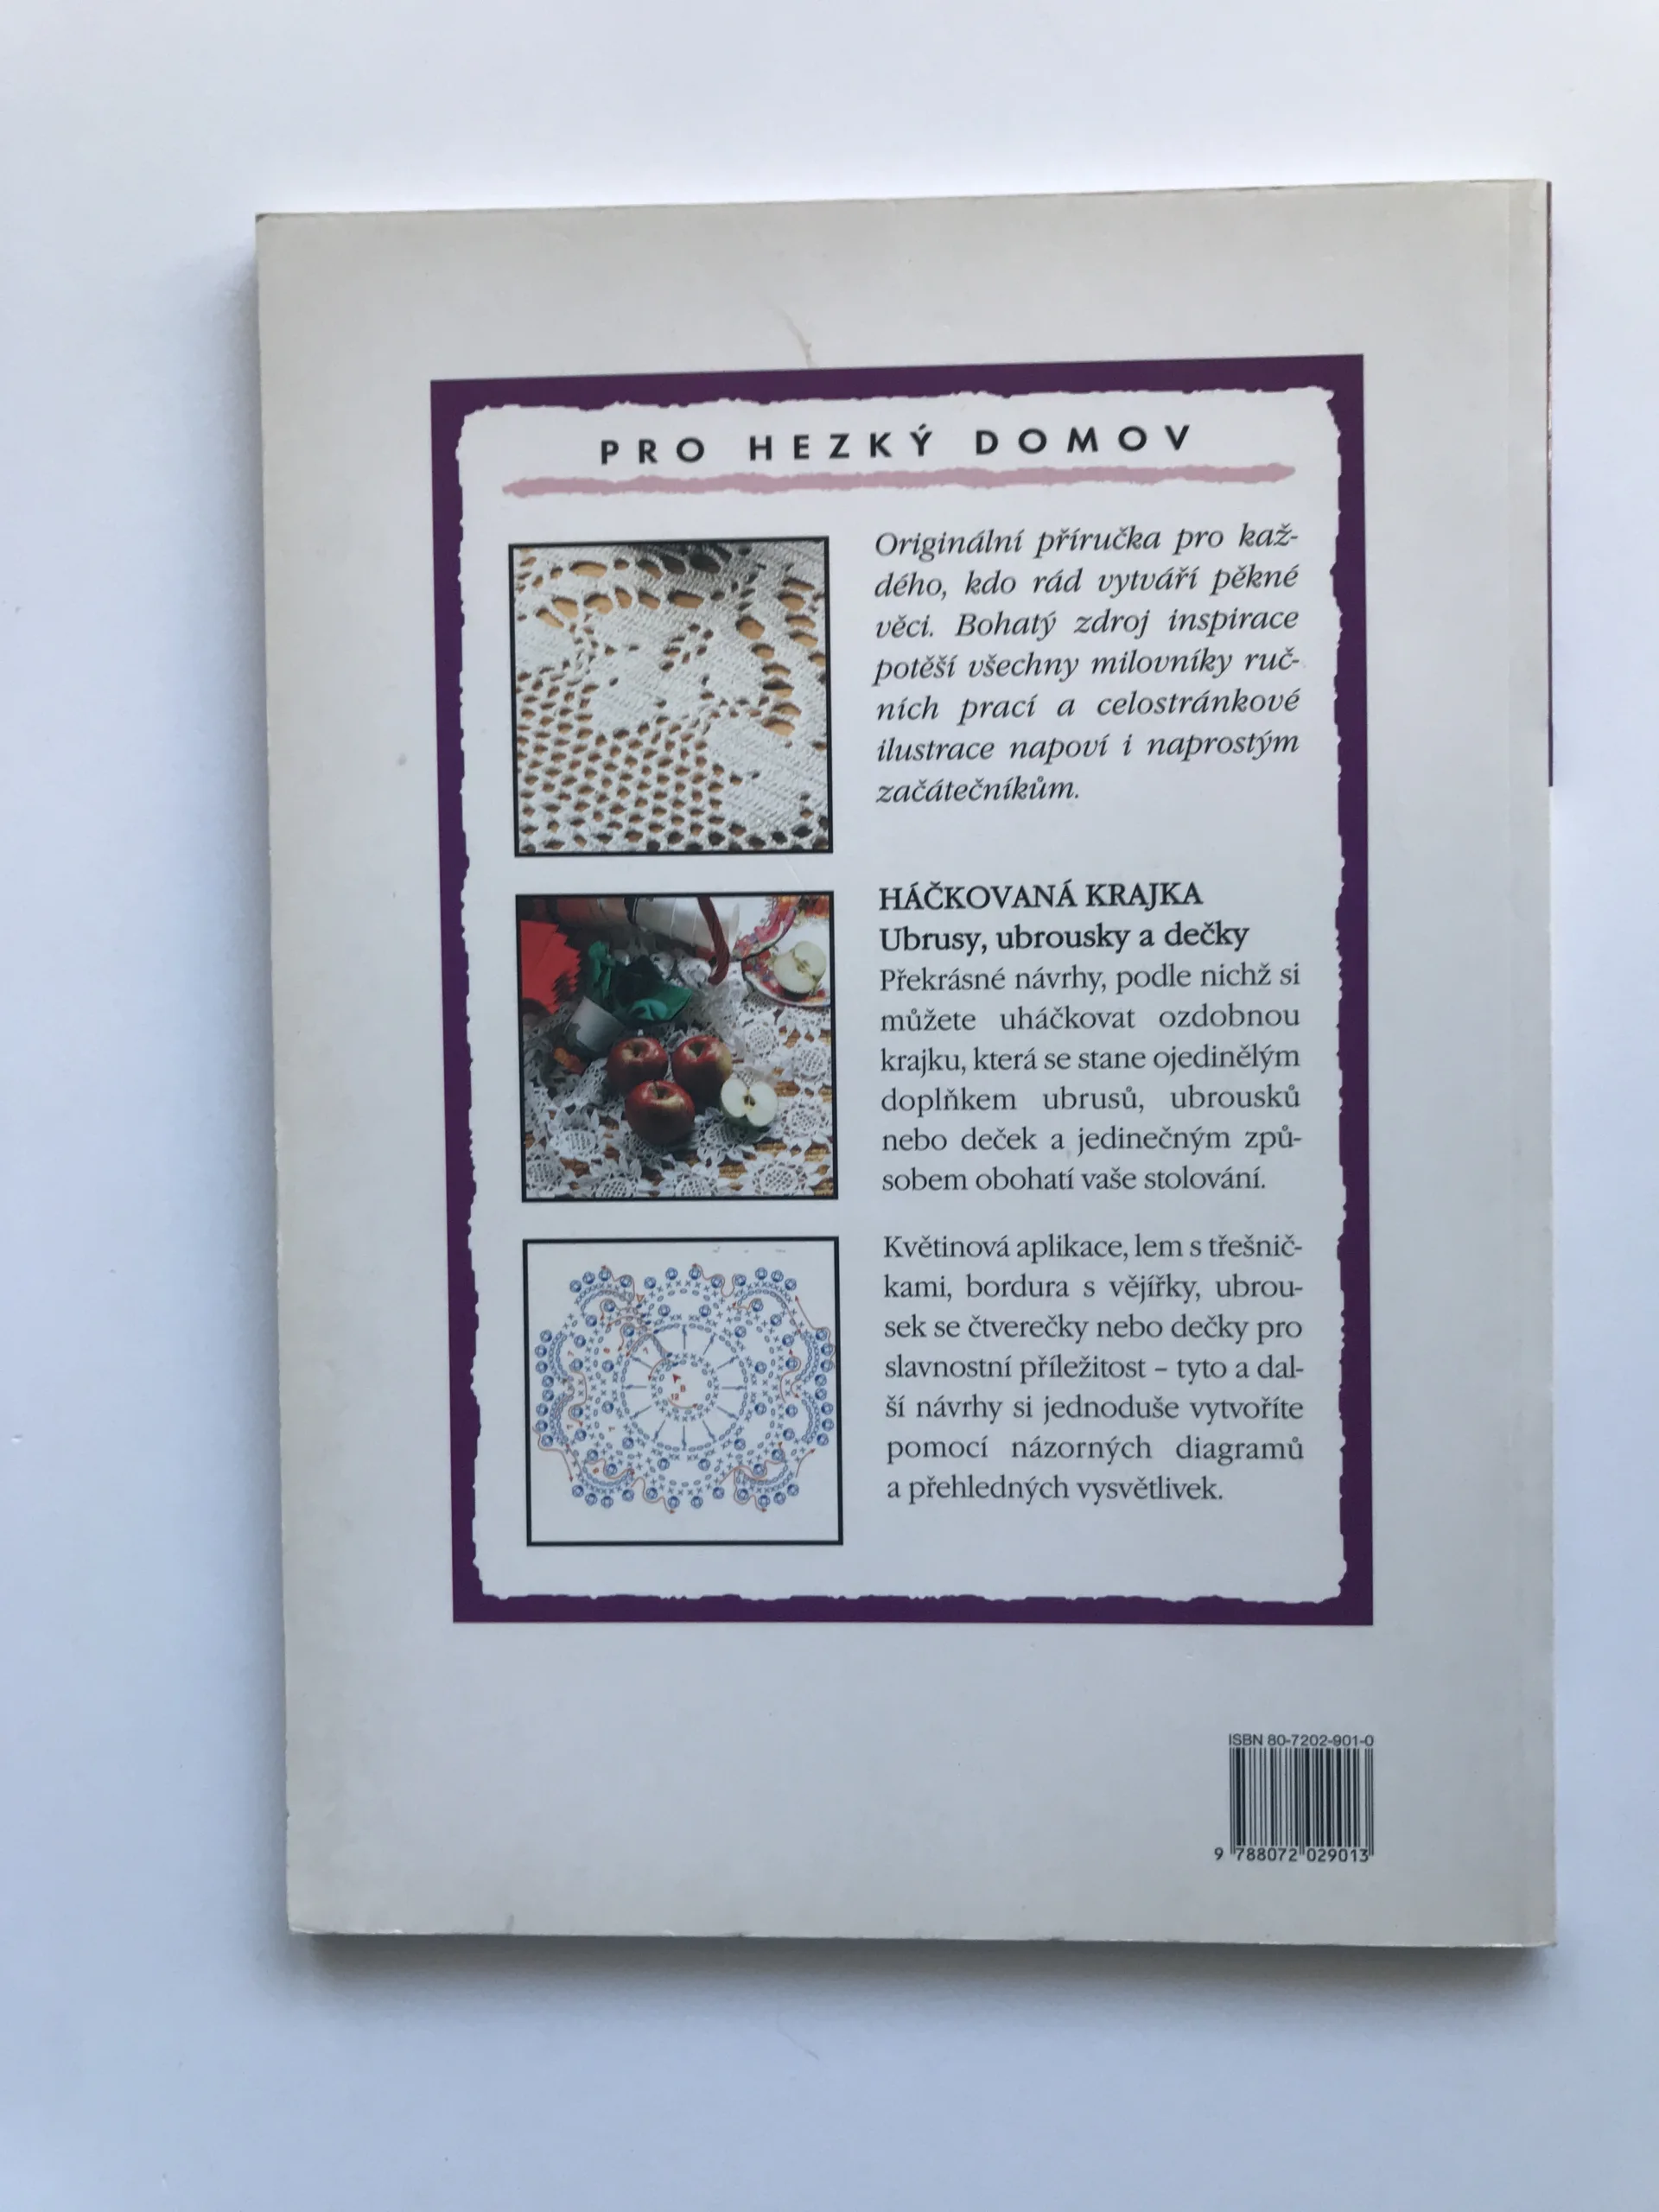 PRO HEZKÝ DOMOV
Originální příručka pro kaž-
dého, kdo rád vytváří pěkné
věci. Bohatý zdroj inspirace
potěší všechny milovníky ruč-
ních prací a celostránkové
ilustrace napoví i naprostým
začátečníkům.
HÁČKOVANÁ KRAJKA
Ubrusy, ubrousky a dečky
Překrásné návrhy, podle nichž si
můžete uháčkovat ozdobnou
krajku, která se stane ojedinělým
doplňkem ubrusů, ubrousků
nebo deček a jedinečným způ-
sobem obohatí vaše stolování.
Květinová aplikace, lem s třešnič-
kami, bordura s vějířky, ubrou-
sek se čtverečky nebo dečky pro
slavnostní příležitost – tyto a dal-
ší návrhy si jednoduše vytvoříte
pomocí názorných diagramů
a přehledných vysvětlivek.
ISBN 80-7202-901-0
9 788072 029013